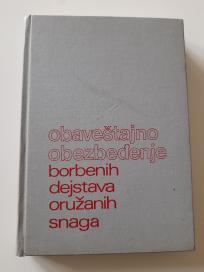 obaveštajno
obezbeđenje
borbenih
dejstava
oružanih
snaga